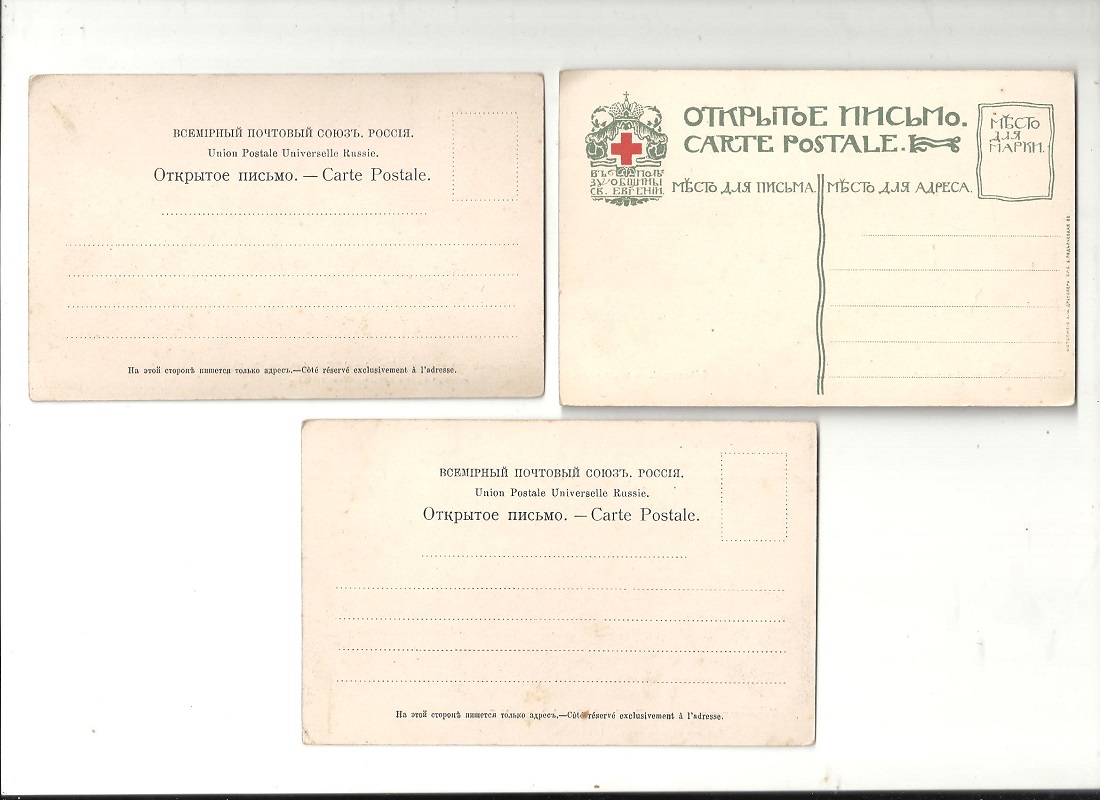 ВСЕМІРНЫЙ ПОЧТОВЫЙ СОЮЗЪ. РОССІЯ.
Union Postale Universelle Russie.
Открытое письмо. — Carte Postale.
На этой сторонѣ пишется только адресъ.—Côté réservé exclusivement à l'adresse.
ОТКРЫТОЕ ПИСЬМО.
CARTE POSTALE.
МѢСТО
ДЛЯ
МАРКИ.
ВЪ ПОЛЬ
ЗУ ОБЩИНЫ
СВ. ЕВГЕНІИ.
МѢСТО ДЛЯ ПИСЬМА.
МѢСТО ДЛЯ АДРЕСА.
ВСЕМІРНЫЙ ПОЧТОВЫЙ СОЮЗЪ. РОССІЯ.
Union Postale Universelle Russie.
Открытое письмо. — Carte Postale.
На этой сторонѣ пишется только адресъ.—Côté réservé exclusivement à l'adresse.